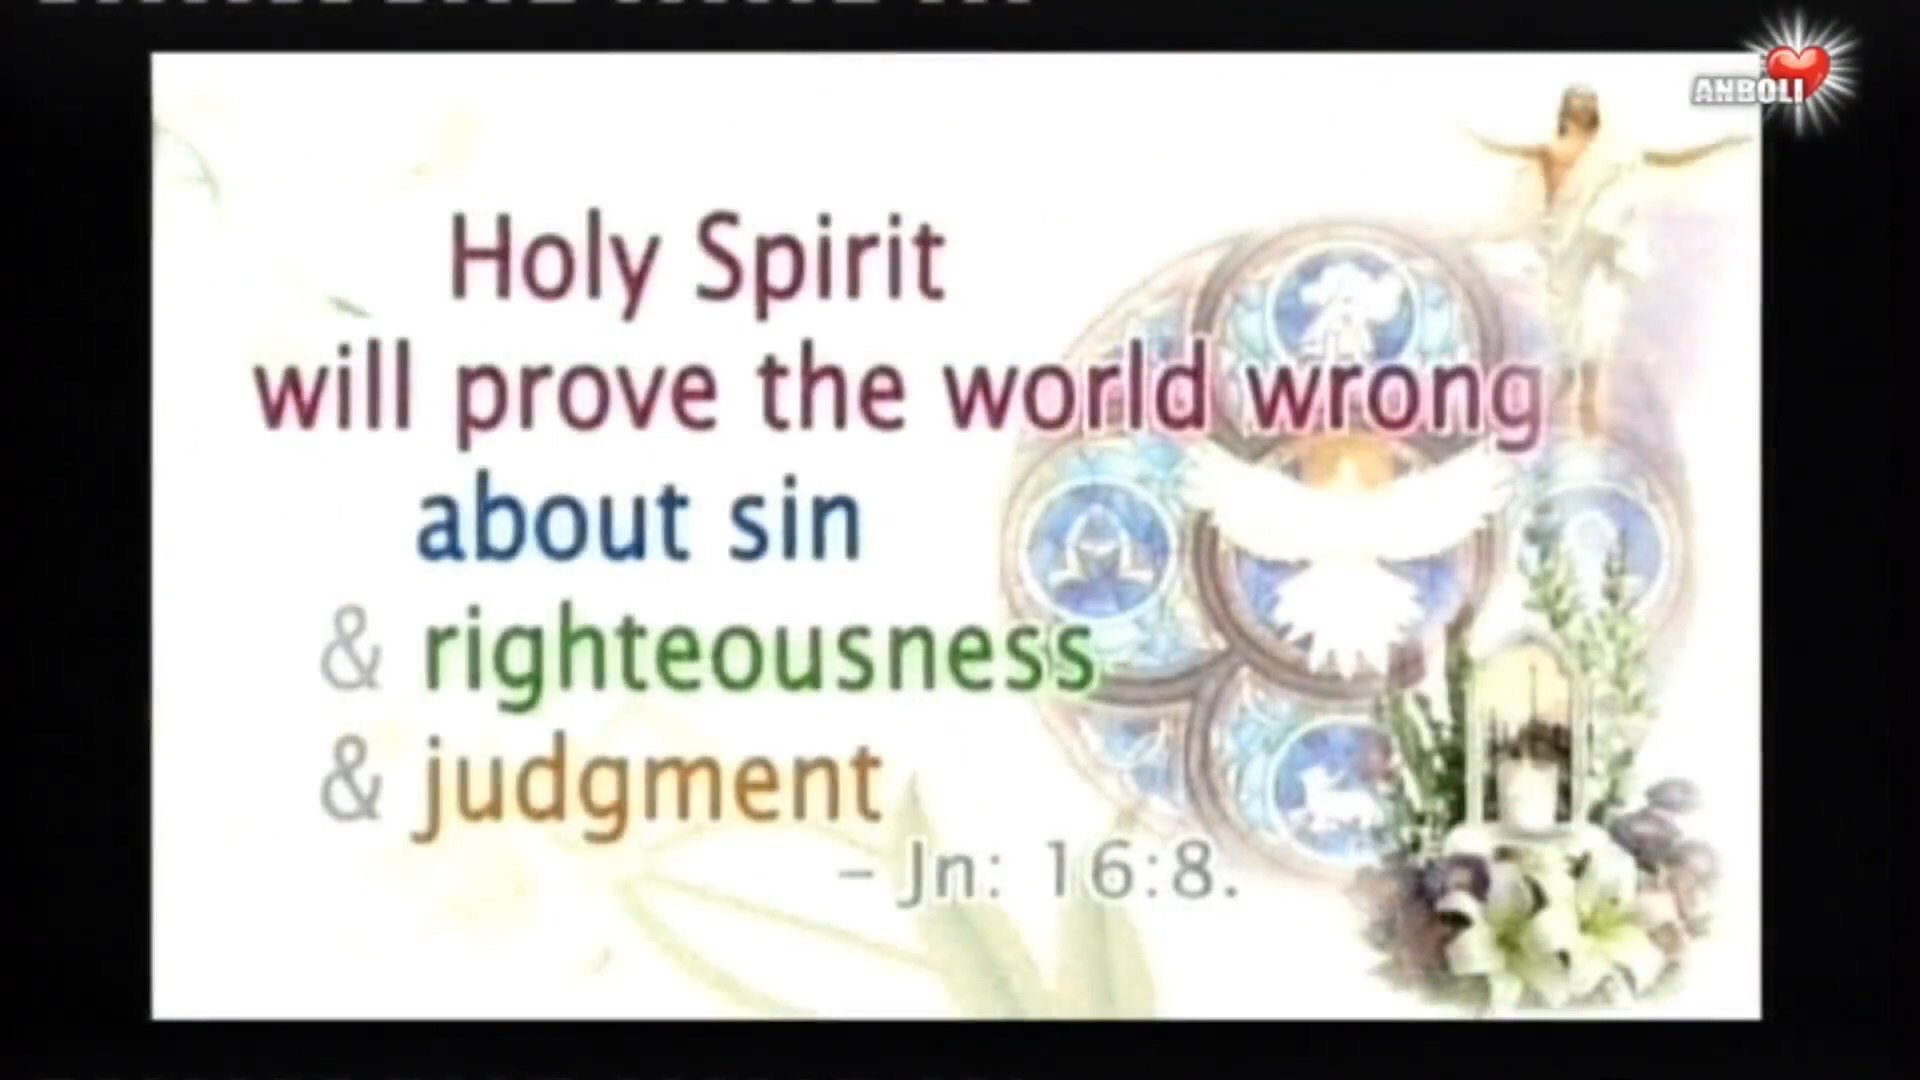 ANBOLI
Holy Spirit
will prove the world wrong
about sin
& righteousness
& judgment
– Jn: 16:8.